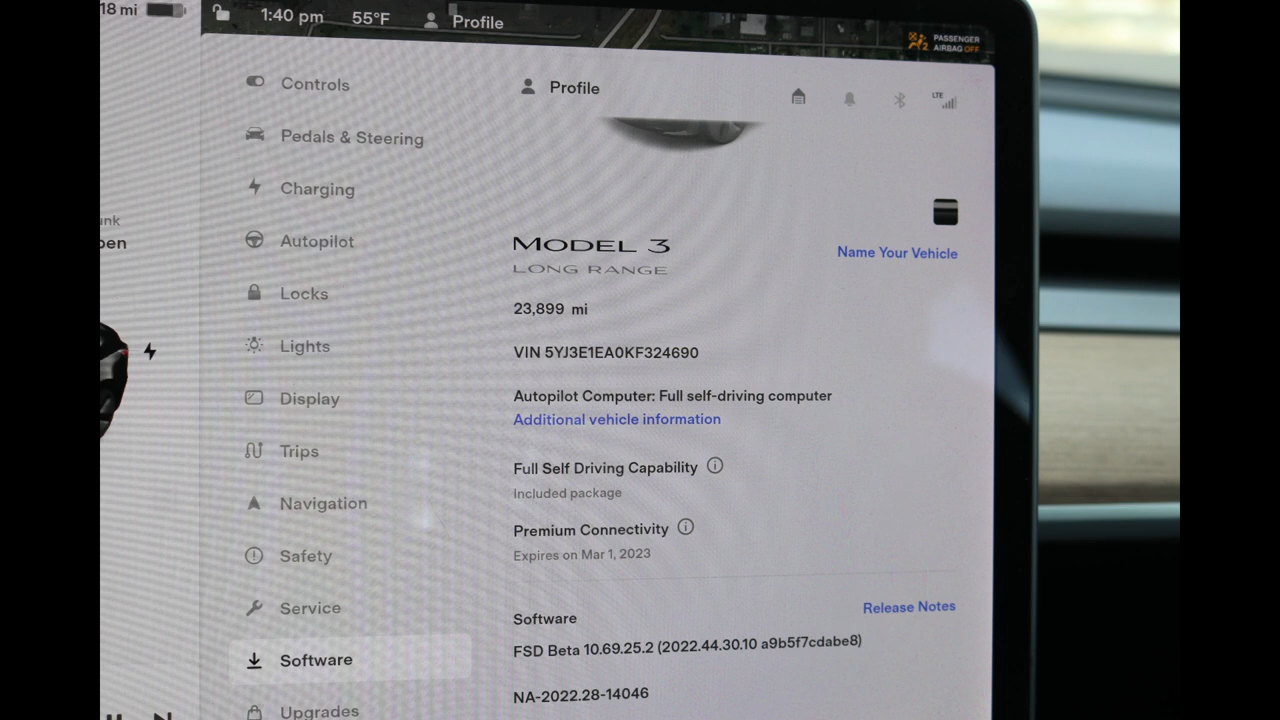 18 mi
1:40 pm 55°F Profile
PASSENGER
AIRBAG OFF
Controls
Pedals & Steering
Charging
Autopilot
Locks
Lights
Display
Trips
Navigation
Safety
Service
Software
Upgrades
Profile
LTE
MODEL 3
LONG RANGE
Name Your Vehicle
23,899 mi
VIN 5YJ3E1EA0KF324690
Autopilot Computer: Full self-driving computer
Additional vehicle information
Full Self Driving Capability
Included package
Premium Connectivity
Expires on Mar 1, 2023
Software
Release Notes
FSD Beta 10.69.25.2 (2022.44.30.10 a9b5f7cdabe8)
NA-2022.28-14046